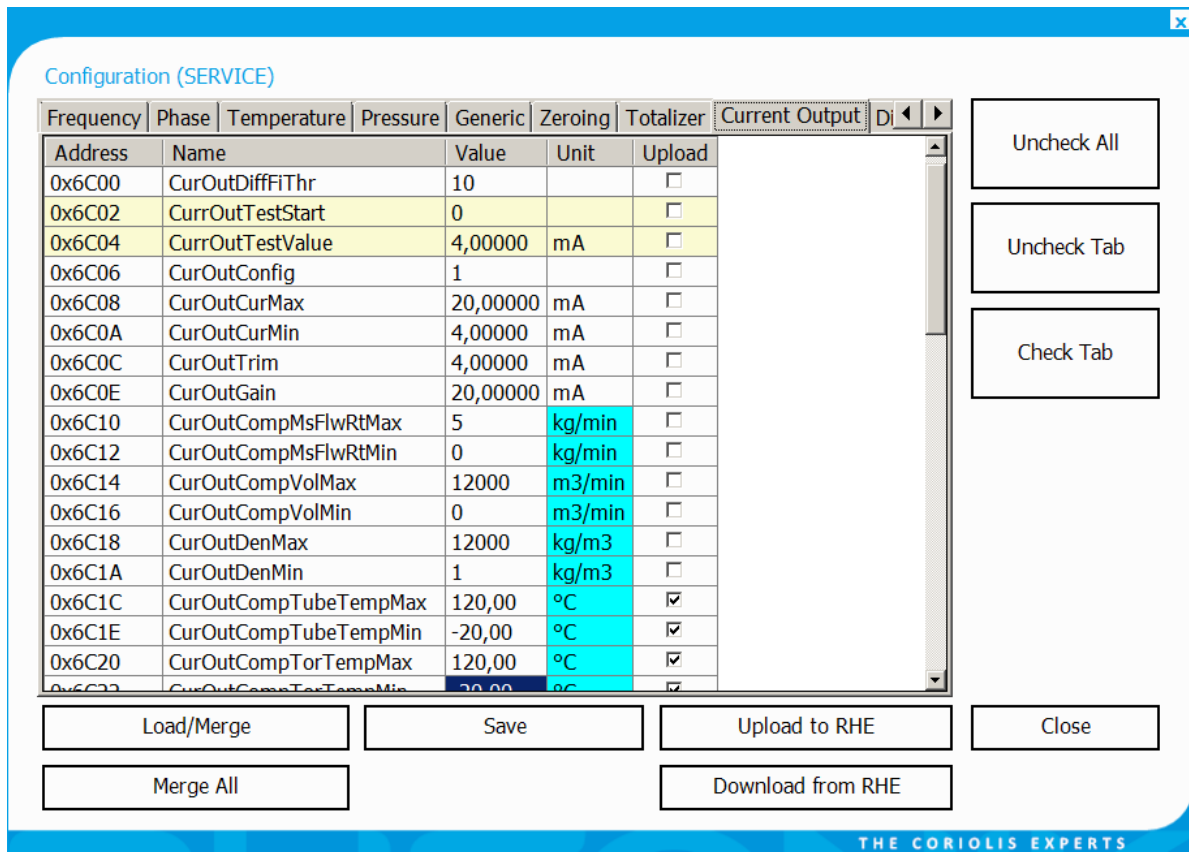 x
Configuration (SERVICE)
Frequency Phase Temperature Pressure Generic Zeroing Totalizer Current Output Di
Address Name Value Unit Upload
0x6C00 CurOutDiffFiThr 10
0x6C02 CurrOutTestStart 0
0x6C04 CurrOutTestValue 4,00000 mA
0x6C06 CurOutConfig 1
0x6C08 CurOutCurMax 20,00000 mA
0x6C0A CurOutCurMin 4,00000 mA
0x6C0C CurOutTrim 4,00000 mA
0x6C0E CurOutGain 20,00000 mA
0x6C10 CurOutCompMsFlwRtMax 5 kg/min
0x6C12 CurOutCompMsFlwRtMin 0 kg/min
0x6C14 CurOutCompVolMax 12000 m3/min
0x6C16 CurOutCompVolMin 0 m3/min
0x6C18 CurOutDenMax 12000 kg/m3
0x6C1A CurOutDenMin 1 kg/m3
0x6C1C CurOutCompTubeTempMax 120,00 °C
0x6C1E CurOutCompTubeTempMin -20,00 °C
0x6C20 CurOutCompTorTempMax 120,00 °C
0x6C22 CurOutCompTorTempMin -20,00 °C
Uncheck All
Uncheck Tab
Check Tab
Load/Merge
Save
Upload to RHE
Close
Merge All
Download from RHE
THE CORIOLIS EXPERTS